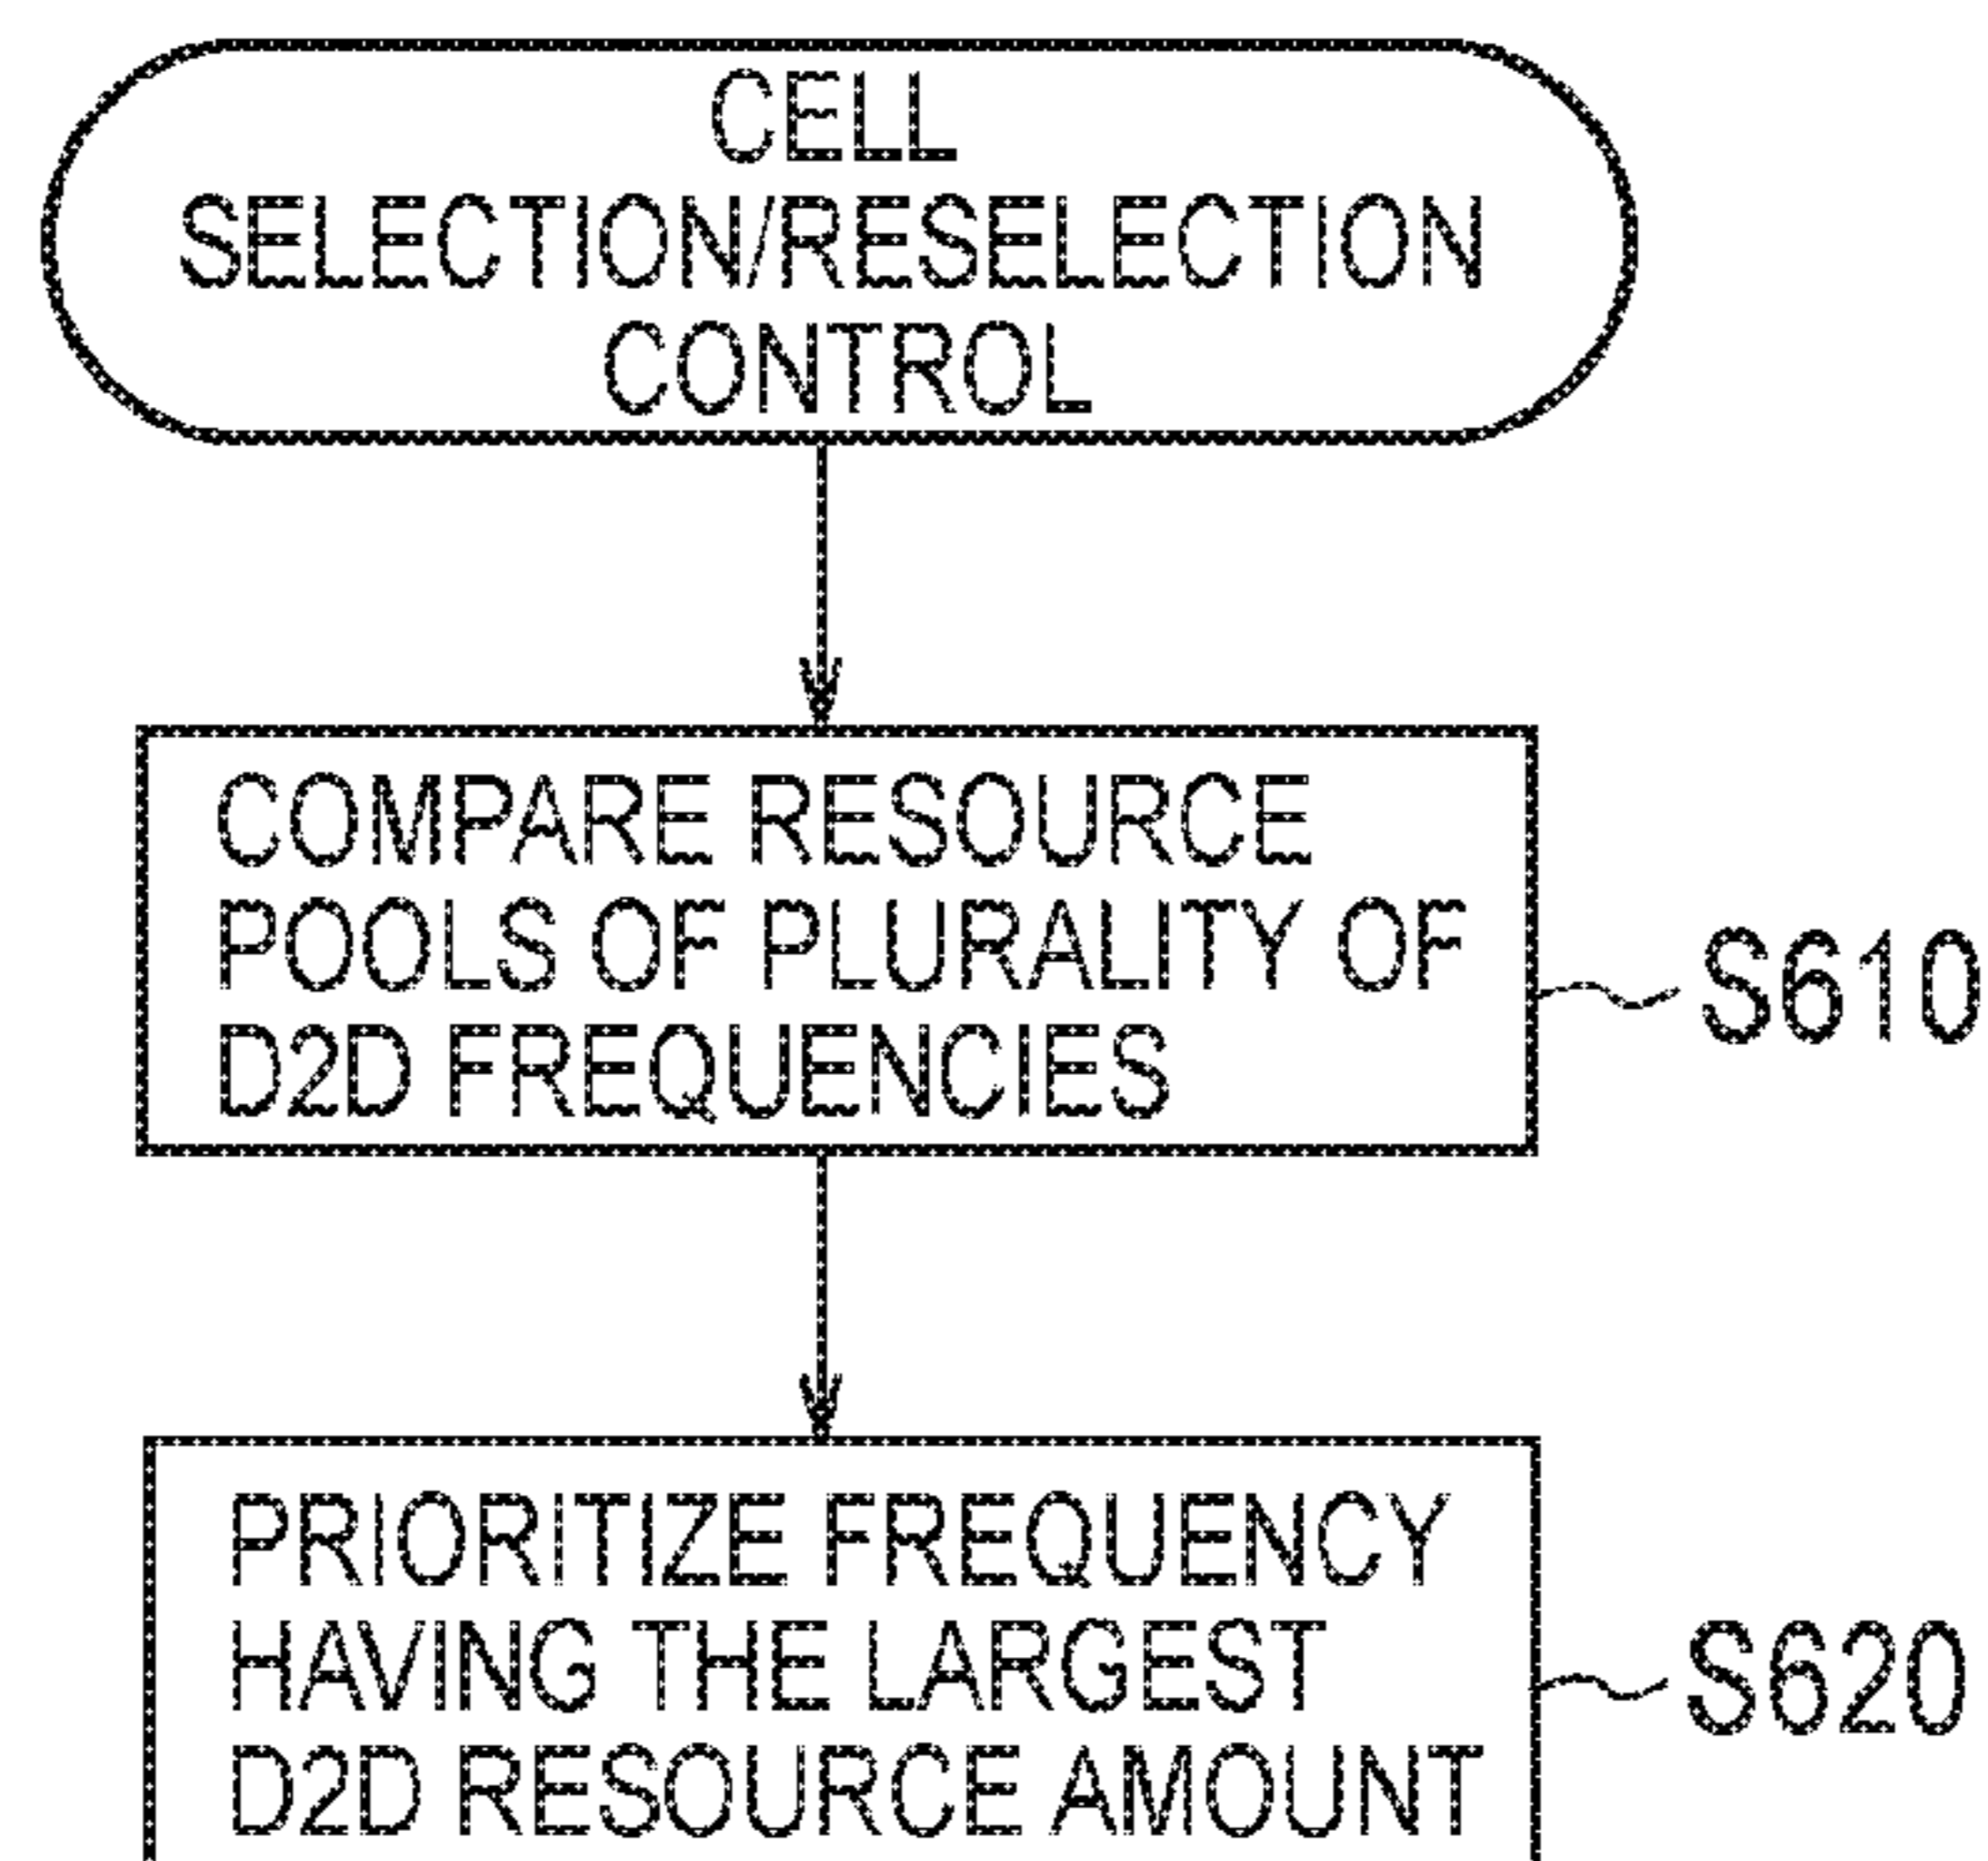 CELL
SELECTION/RESELECTION
CONTROL
COMPARE RESOURCE
POOLS OF PLURALITY OF
D2D FREQUENCIES
S610
PRIORITIZE FREQUENCY
HAVING THE LARGEST
D2D RESOURCE AMOUNT
S620